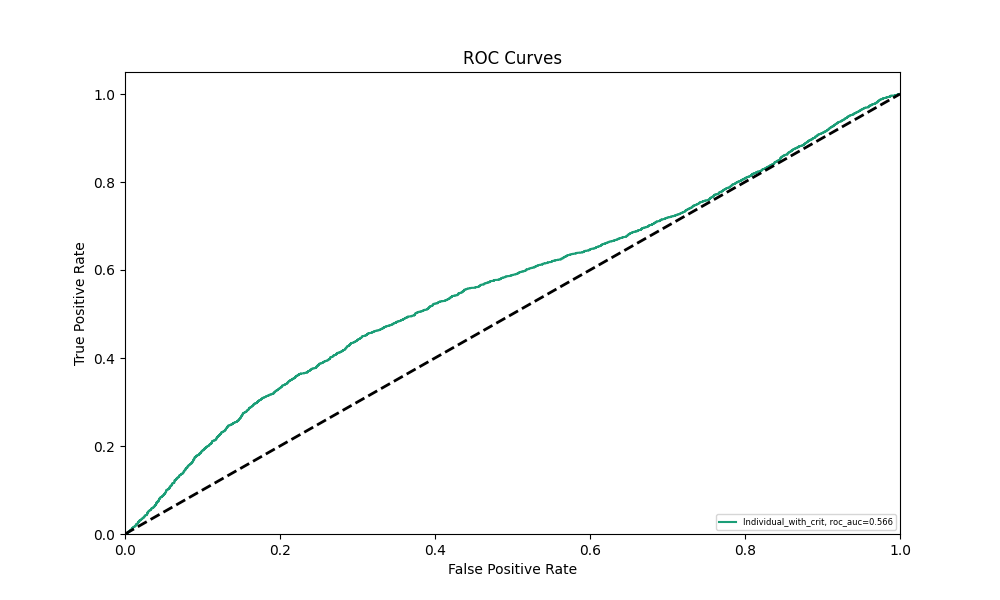 ROC Curves
1.0
0.8
0.6
0.4
0.2
0.0
True Positive Rate
0.0 0.2 0.4 0.6 0.8 1.0
False Positive Rate
Individual_with_crit, roc_auc=0.566